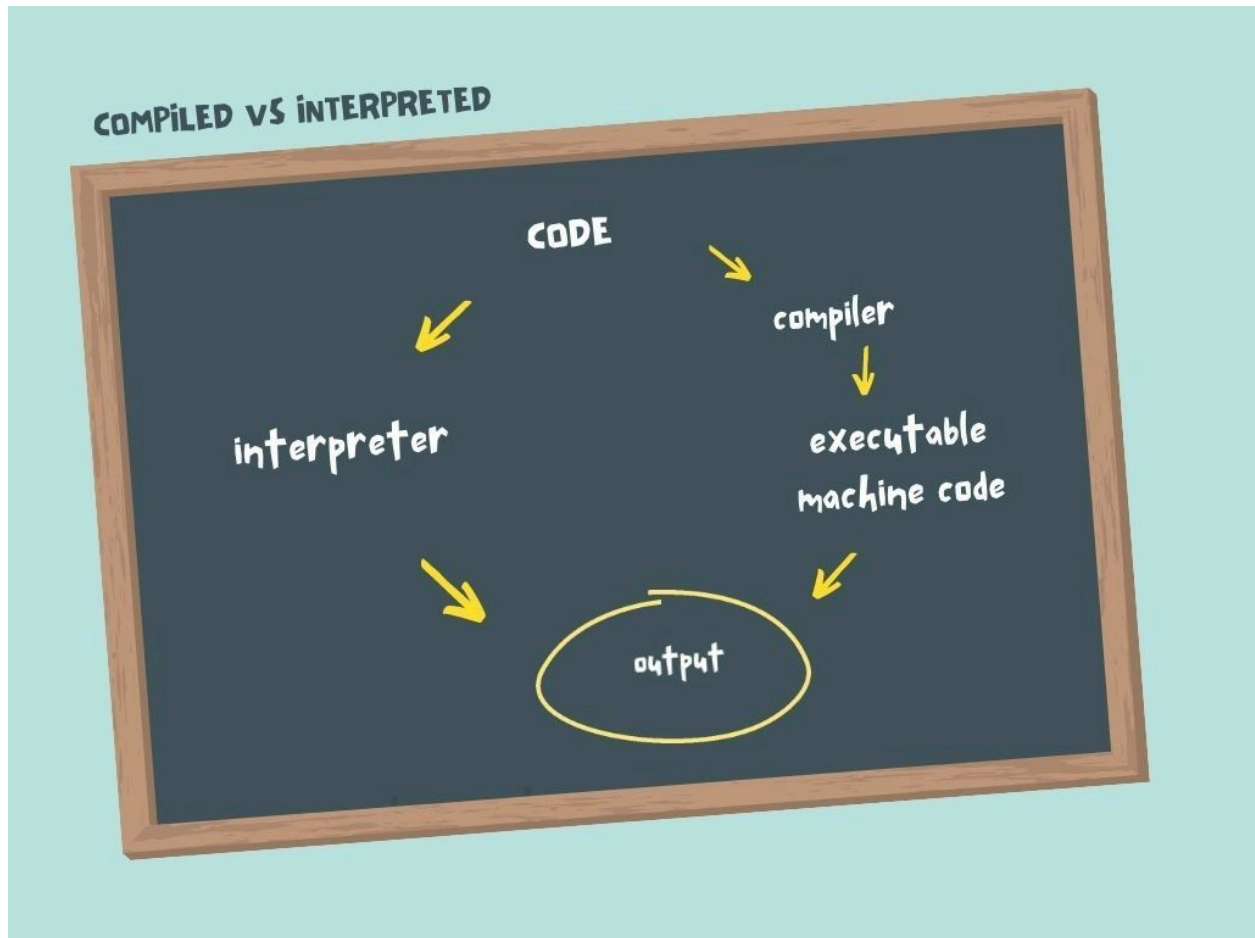 COMPILED VS INTERPRETED
CODE
compiler
interpreter
executable
machine code
output